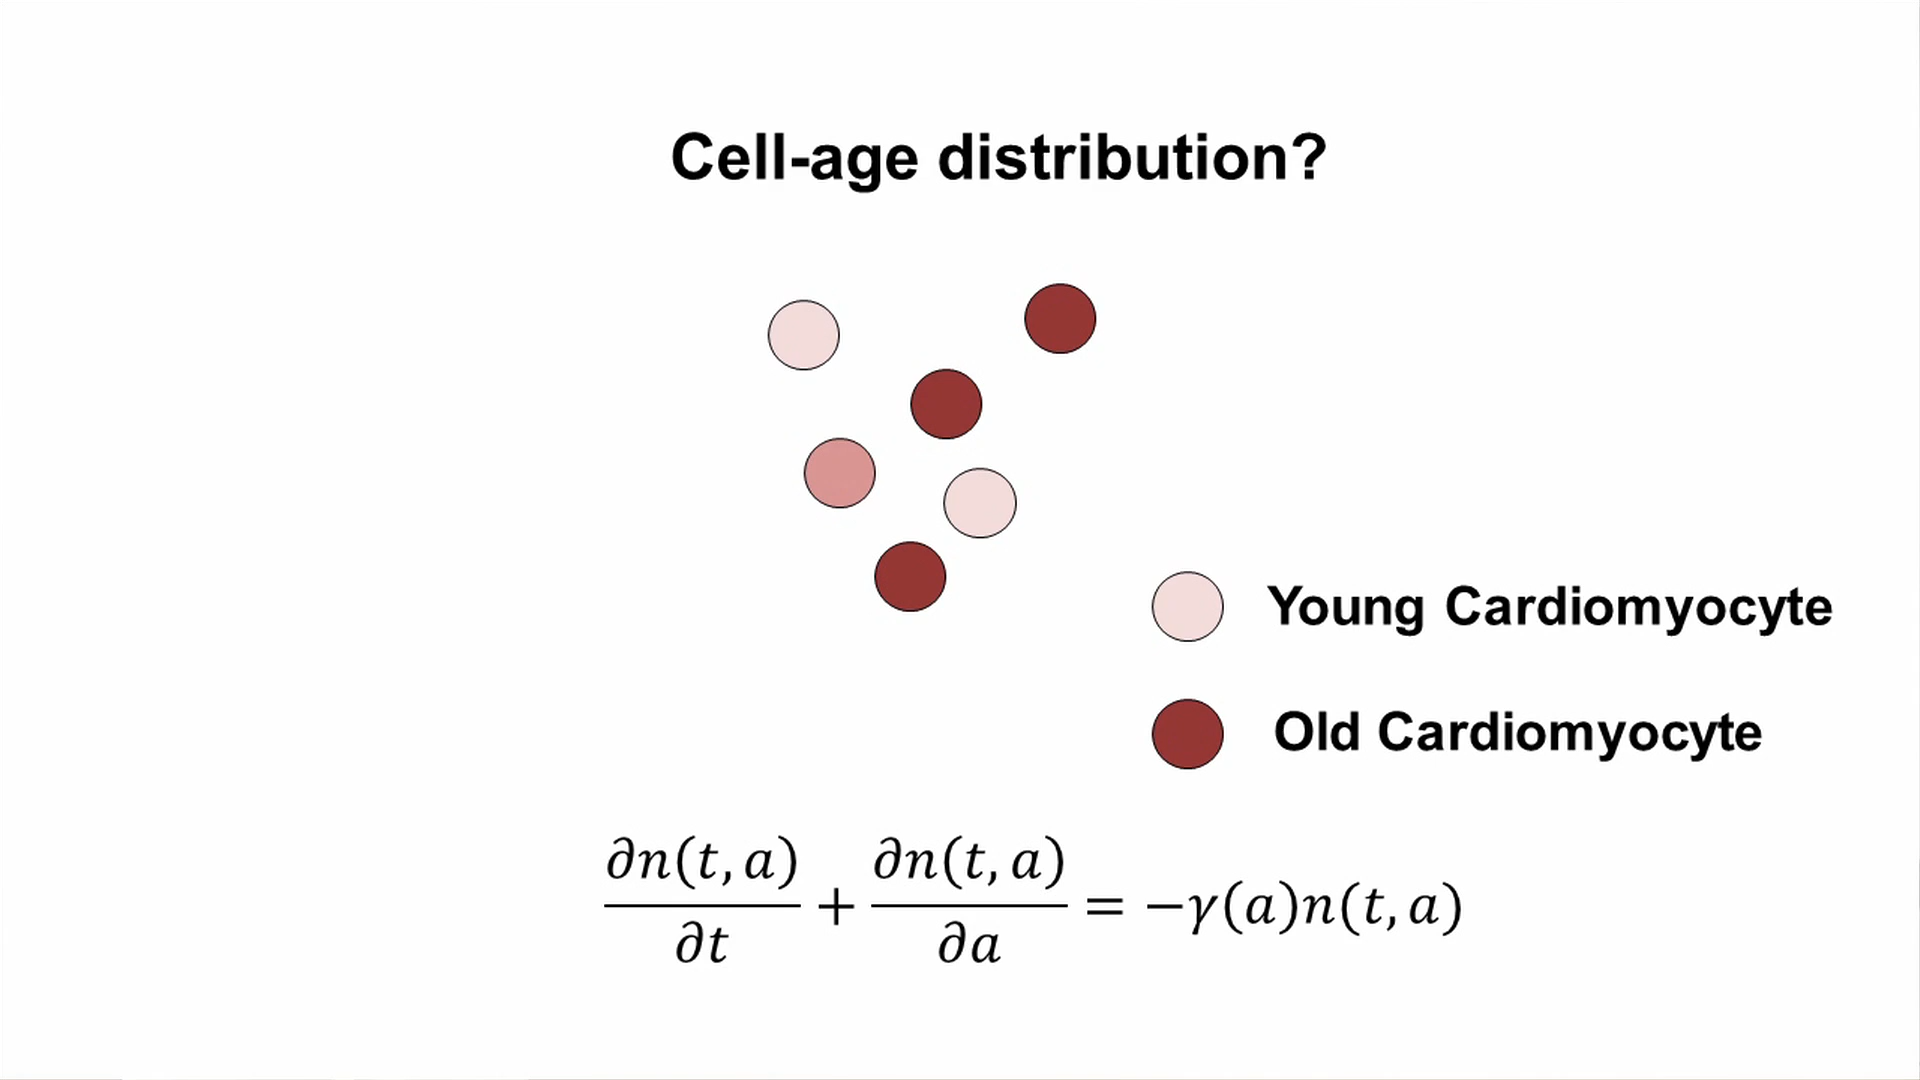 Cell-age distribution?
Young Cardiomyocyte
Old Cardiomyocyte
∂n(t,a)/∂t + ∂n(t,a)/∂a = −γ(a)n(t,a)